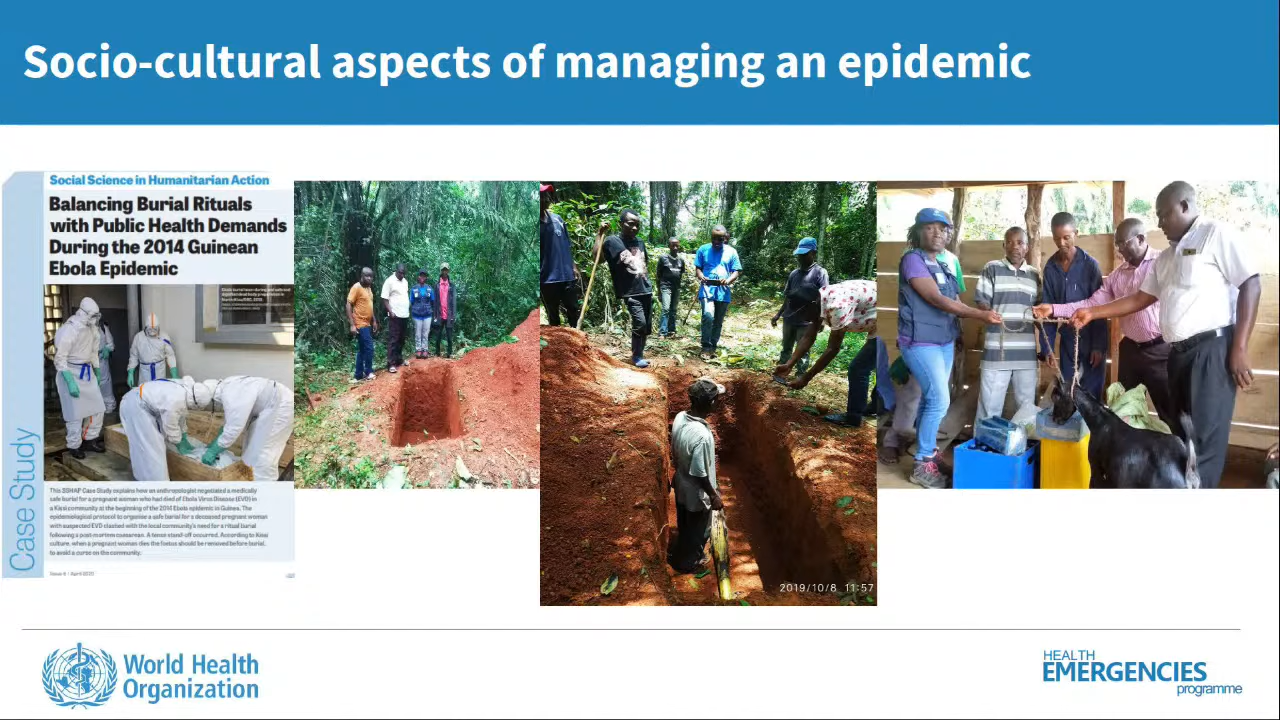 Socio-cultural aspects of managing an epidemic
Social Science in Humanitarian Action
Balancing Burial Rituals
with Public Health Demands
During the 2014 Guinean
Ebola Epidemic
Case Study
This SSHAP Case Study explains how an anthropologist negotiated a medically
safe burial for a pregnant woman who had died of Ebola Virus Disease (EVD) in
a Kissi community at the beginning of the 2014 Ebola epidemic in Guinea. The
epidemiological protocol to organise a safe burial for a deceased pregnant woman
with suspected EVD clashed with the local community's need for a ritual burial
following a post-mortem caesarean. A tense stand-off occurred. According to Kissi
culture, when a pregnant woman dies the foetus should be removed before burial,
to avoid a curse on the community.
2019/10/8 11:57
World Health
Organization
HEALTH
EMERGENCIES
programme